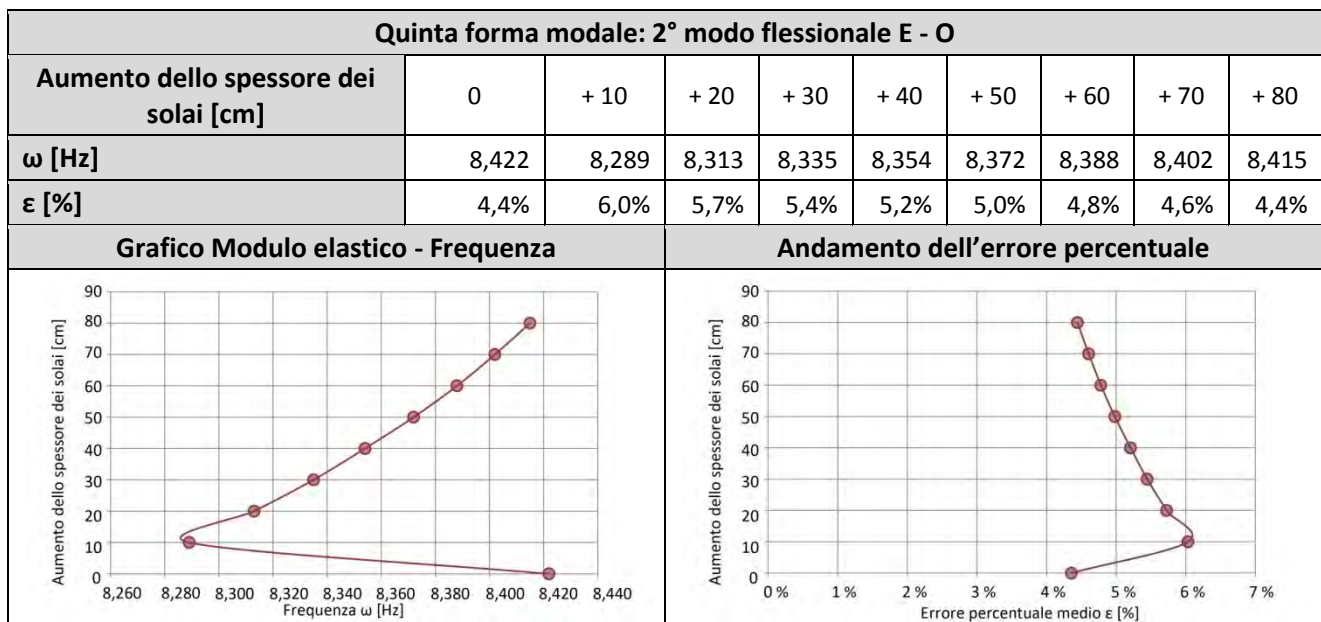 Quinta forma modale: 2° modo flessionale E - O
Aumento dello spessore dei solai [cm] 0 + 10 + 20 + 30 + 40 + 50 + 60 + 70 + 80
ω [Hz] 8,422 8,289 8,313 8,335 8,354 8,372 8,388 8,402 8,415
ε [%] 4,4% 6,0% 5,7% 5,4% 5,2% 5,0% 4,8% 4,6% 4,4%
Grafico Modulo elastico - Frequenza
Aumento dello spessore dei solai [cm]
90
80
70
60
50
40
30
20
10
0
8,260 8,280 8,300 8,320 8,340 8,360 8,380 8,400 8,420 8,440
Frequenza ω [Hz]
Andamento dell’errore percentuale
Aumento dello spessore dei solai [cm]
90
80
70
60
50
40
30
20
10
0
0 % 1 % 2 % 3 % 4 % 5 % 6 % 7 %
Errore percentuale medio ε [%]